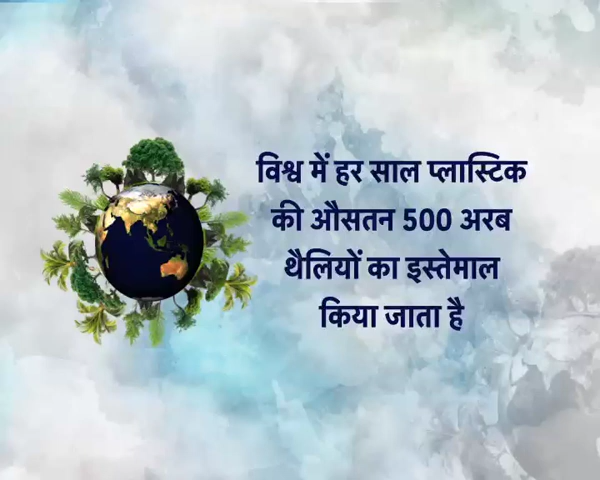 विश्व में हर साल प्लास्टिक
की औसतन 500 अरब
थैलियों का इस्तेमाल
किया जाता है